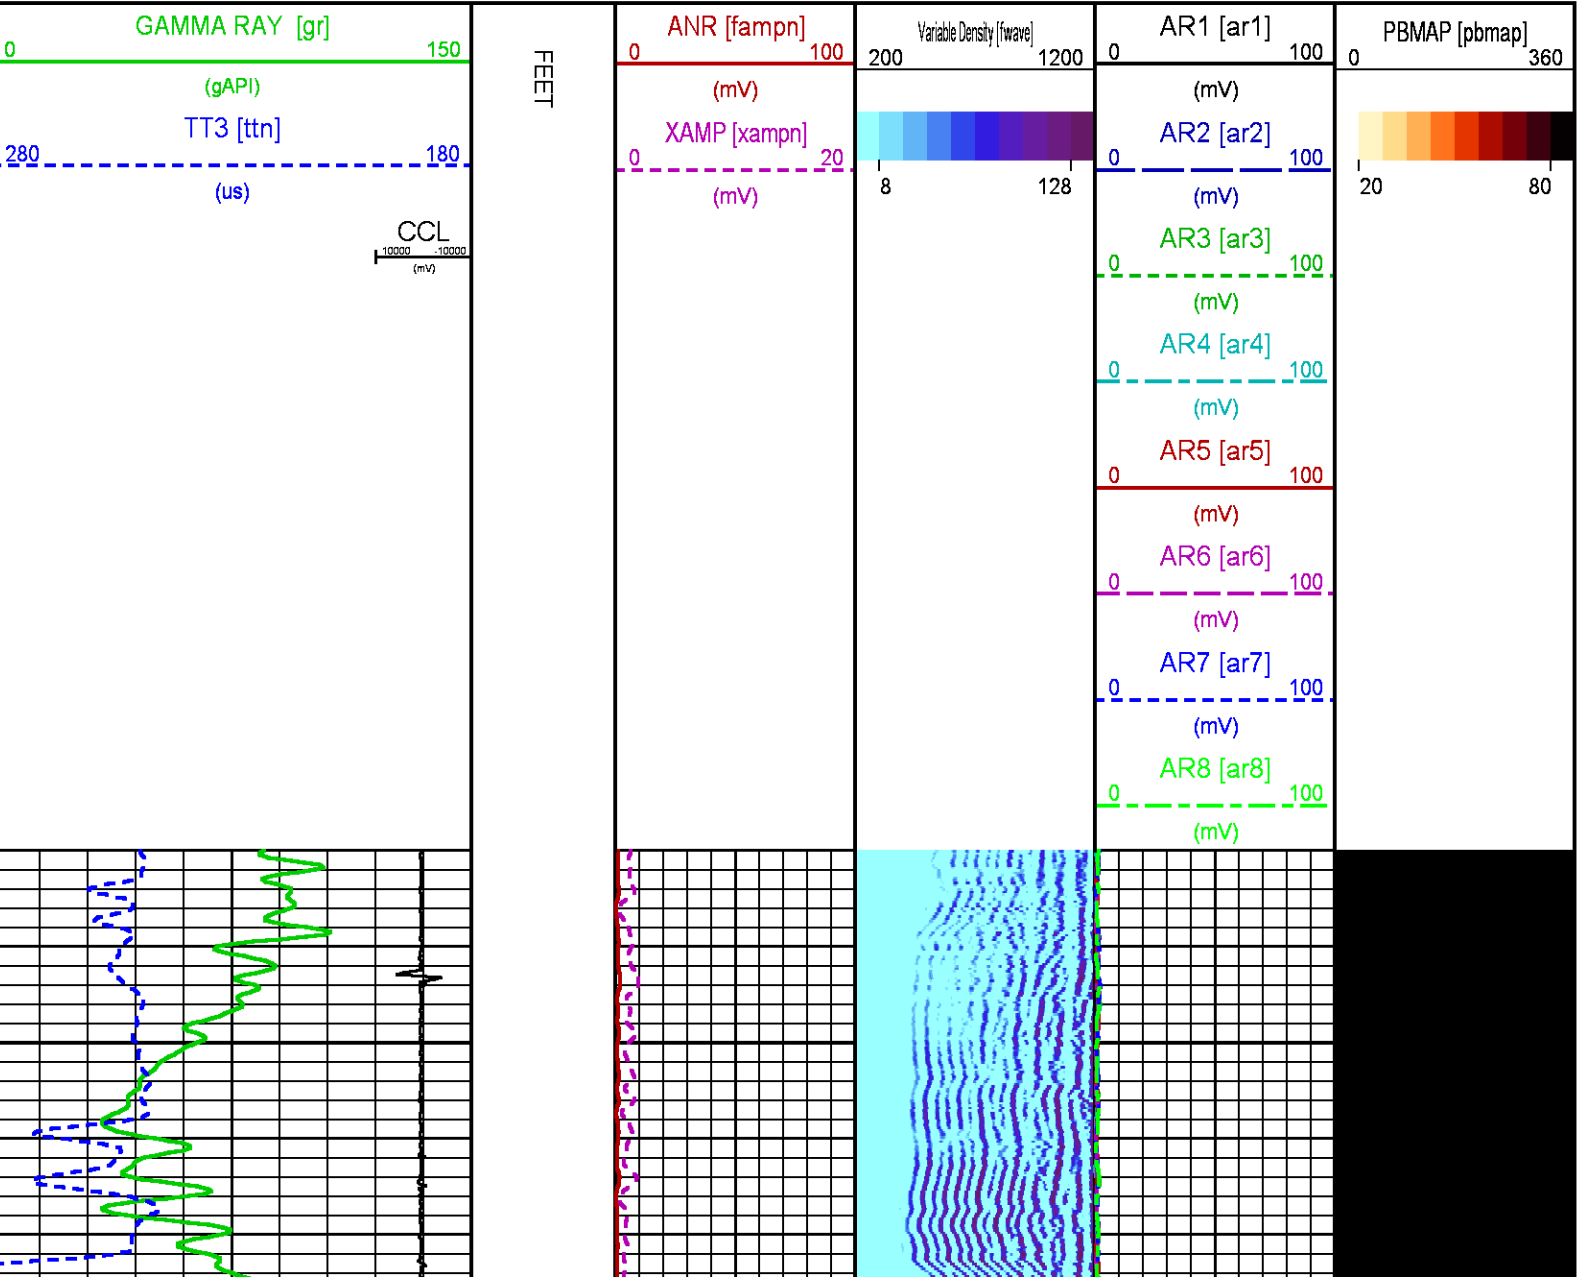 GAMMA RAY [gr]
0 150
(gAPI)
TT3 [ttn]
280 180
(us)
CCL
10000 -10000
(mV)
FEET
ANR [fampn]
0 100
(mV)
XAMP [xampn]
0 20
(mV)
Variable Density [fwave]
200 1200
8 128
AR1 [ar1]
0 100
(mV)
AR2 [ar2]
0 100
(mV)
AR3 [ar3]
0 100
(mV)
AR4 [ar4]
0 100
(mV)
AR5 [ar5]
0 100
(mV)
AR6 [ar6]
0 100
(mV)
AR7 [ar7]
0 100
(mV)
AR8 [ar8]
0 100
(mV)
PBMAP [pbmap]
0 360
20 80